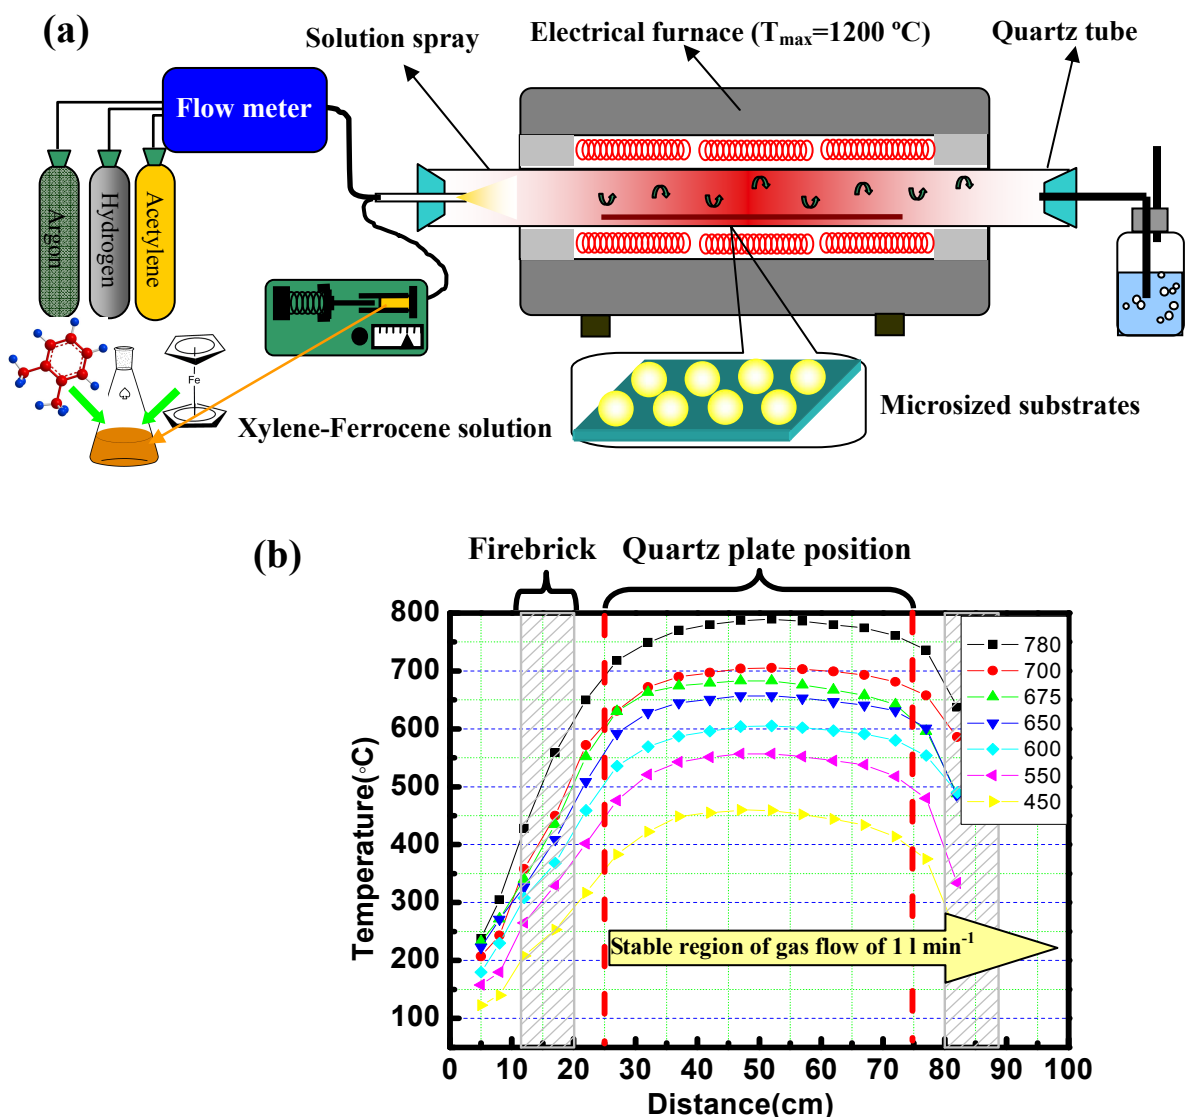 (a)
Solution spray
Electrical furnace (Tmax=1200 ºC)
Quartz tube
Flow meter
Argon
Hydrogen
Acetylene
Fe
Xylene-Ferrocene solution
Microsized substrates
(b)
Firebrick
Quartz plate position
Temperature(°C)
800
700
600
500
400
300
200
100
780
700
675
650
600
550
450
Stable region of gas flow of 1 l min-1
0 10 20 30 40 50 60 70 80 90 100
Distance(cm)